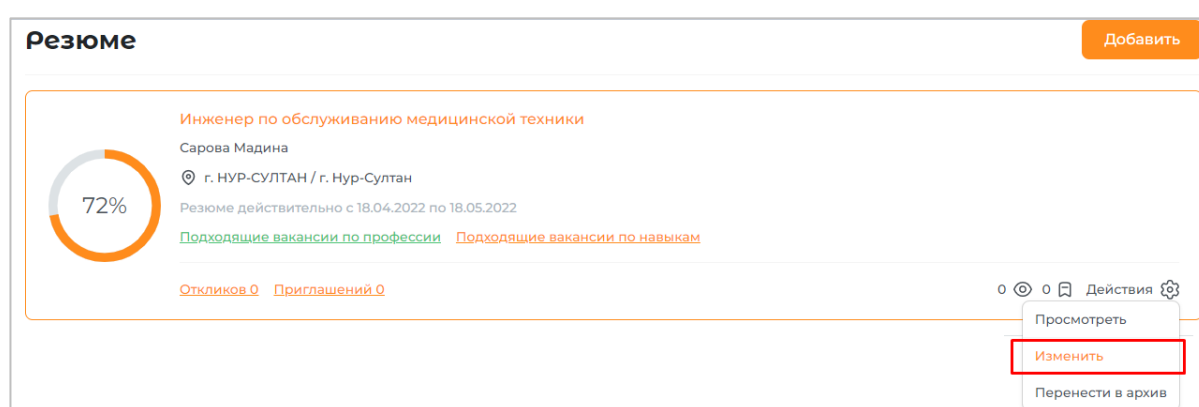 Резюме
Добавить
Инженер по обслуживанию медицинской техники
Сарова Мадина
г. НУР-СУЛТАН / г. Нур-Султан
72%
Резюме действительно с 18.04.2022 по 18.05.2022
Подходящие вакансии по профессии Подходящие вакансии по навыкам
Откликов 0 Приглашений 0 0 0 Действия
Просмотреть
Изменить
Перенести в архив